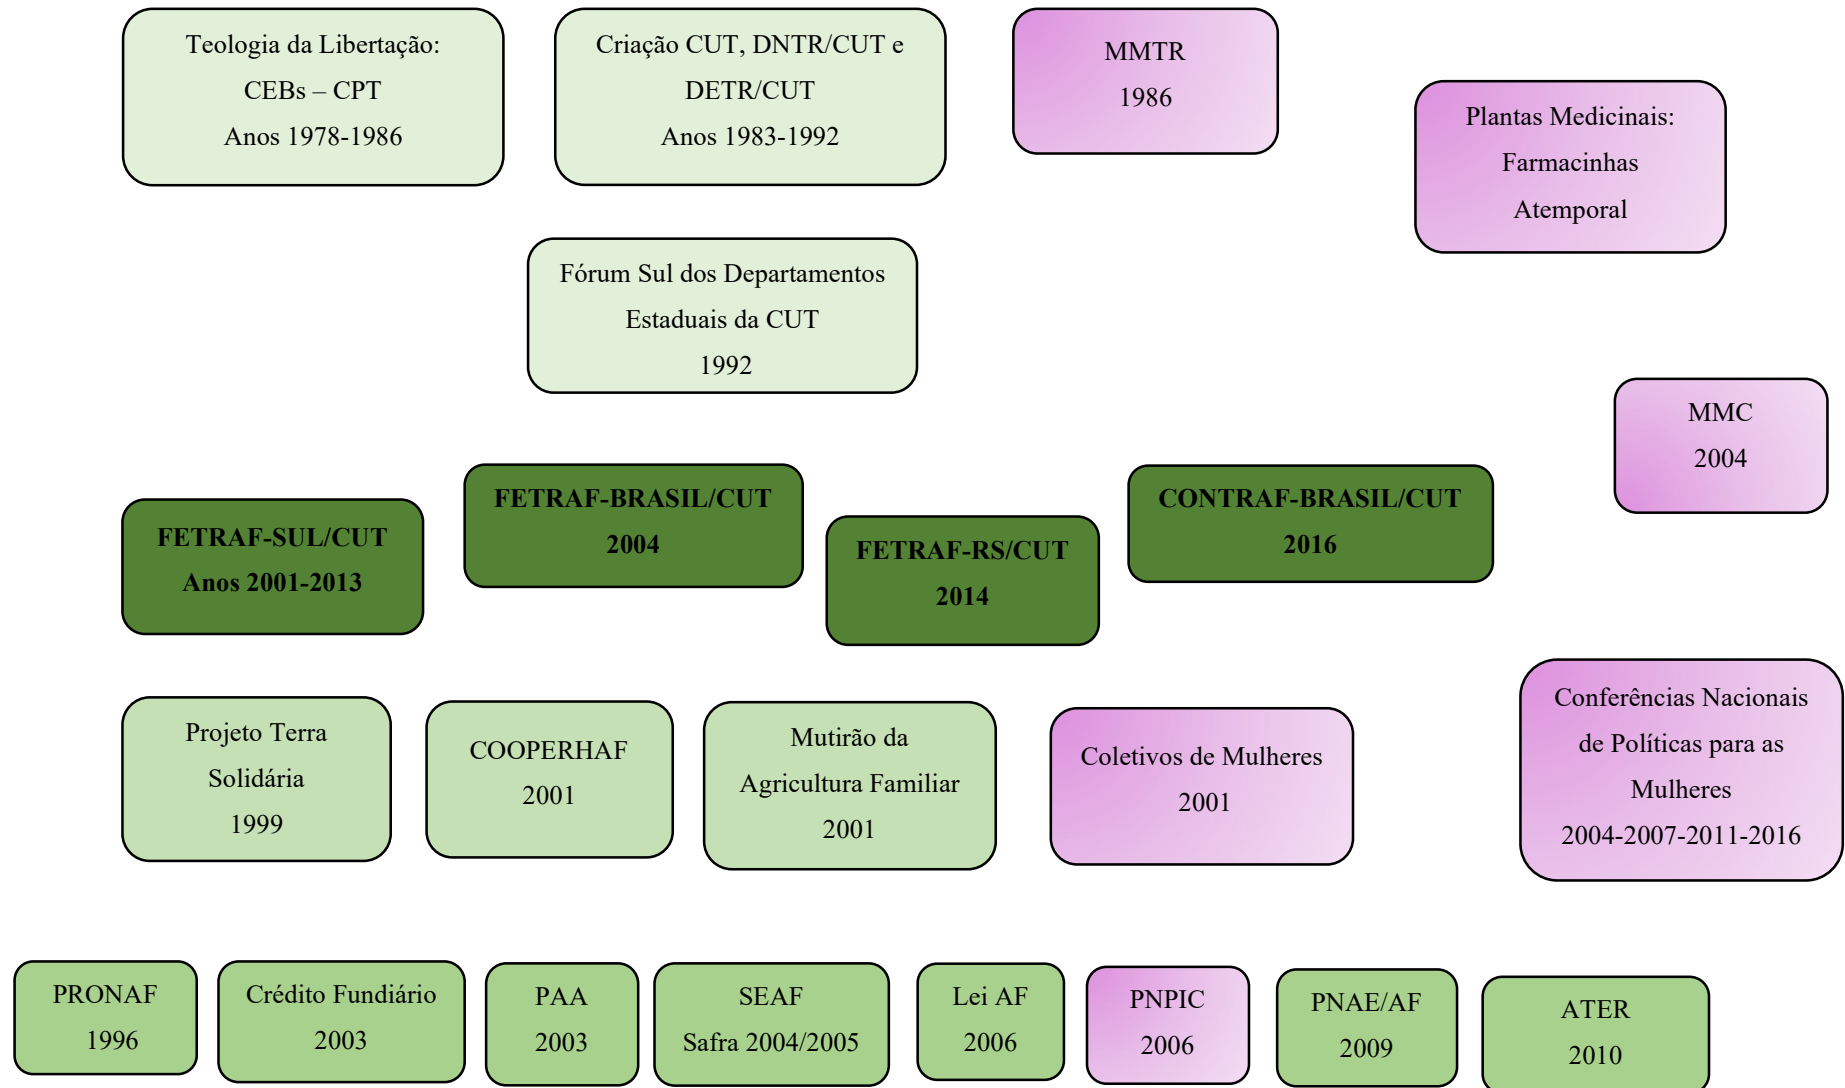 Teologia da Libertação:
CEBs – CPT
Anos 1978-1986
Criação CUT, DNTR/CUT e
DETR/CUT
Anos 1983-1992
MMTR
1986
Plantas Medicinais:
Farmacinhas
Atemporal
Fórum Sul dos Departamentos
Estaduais da CUT
1992
MMC
2004
FETRAF-SUL/CUT
Anos 2001-2013
FETRAF-BRASIL/CUT
2004
FETRAF-RS/CUT
2014
CONTRAF-BRASIL/CUT
2016
Projeto Terra
Solidária
1999
COOPERHAF
2001
Mutirão da
Agricultura Familiar
2001
Coletivos de Mulheres
2001
Conferências Nacionais
de Políticas para as
Mulheres
2004-2007-2011-2016
PRONAF
1996
Crédito Fundiário
2003
PAA
2003
SEAF
Safra 2004/2005
Lei AF
2006
PNPIC
2006
PNAE/AF
2009
ATER
2010